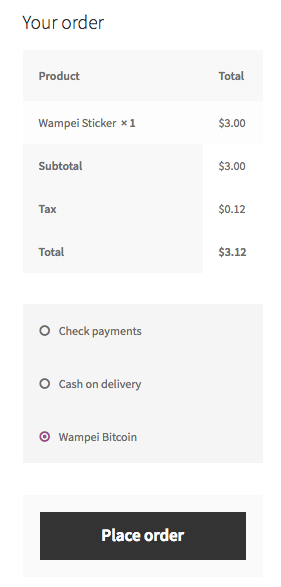 Your order
Product Total
Wampei Sticker × 1 $3.00
Subtotal $3.00
Tax $0.12
Total $3.12
Check payments
Cash on delivery
Wampei Bitcoin
Place order